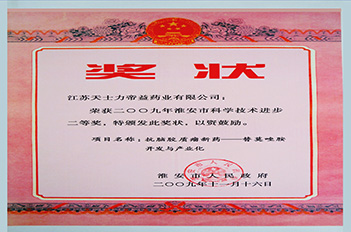 奖状
江苏天士力帝益药业有限公司：
荣获二〇〇九年淮安市科学技术进步
二等奖，特颁发此奖状，以资鼓励。
项目名称：抗脑胶质瘤新药——替莫唑胺
开发与产业化
淮安市人民政府
二〇〇九年十一月十六日